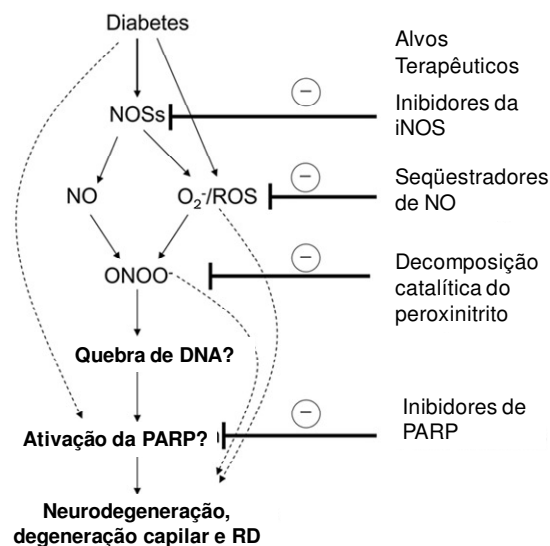 Diabetes
Alvos
Terapêuticos
NOSs
Inibidores da
iNOS
NO
O₂⁻/ROS
Seqüestradores
de NO
ONOO⁻
Decomposição
catalítica do
peroxinitrito
Quebra de DNA?
Ativação da PARP?
Inibidores de
PARP
Neurodegeneração,
degeneração capilar e RD